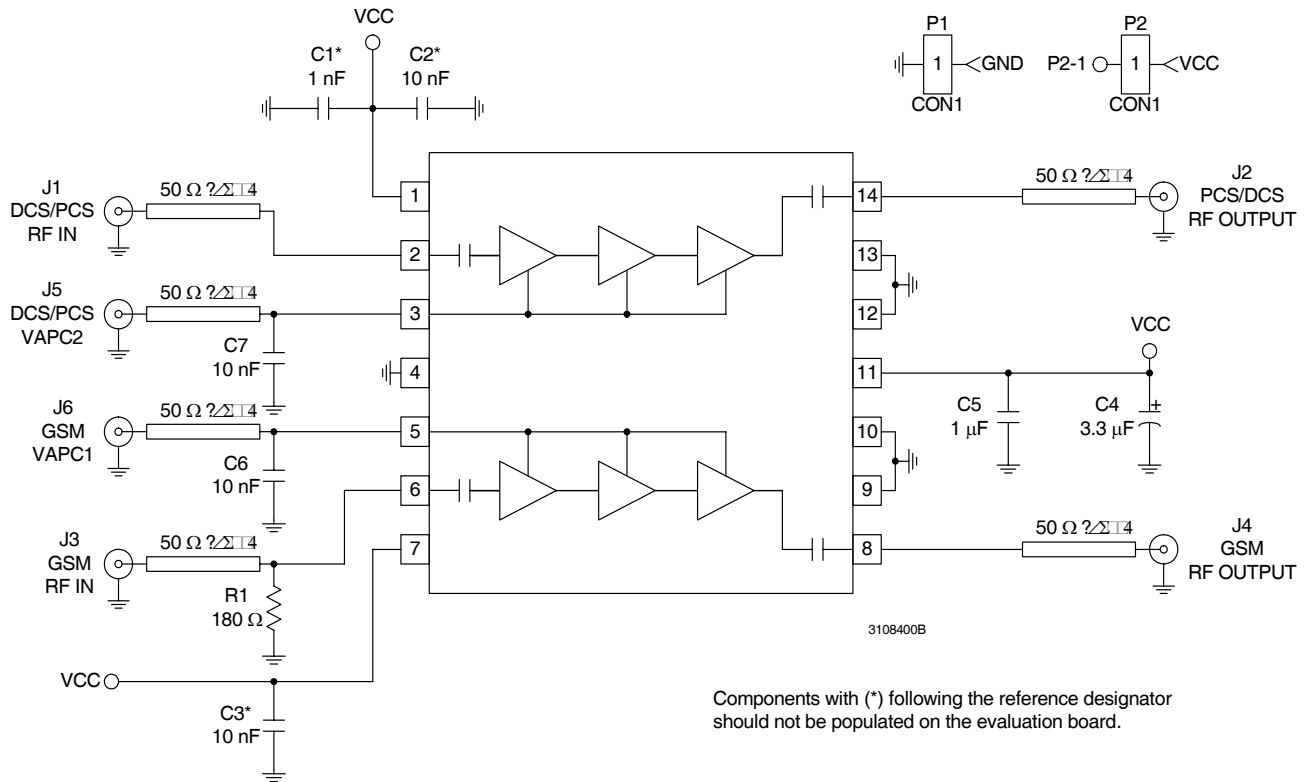 VCC
C1*
1 nF
C2*
10 nF
P1
1
GND
CON1
P2
P2-1
1
VCC
CON1
J1
DCS/PCS
RF IN
50 Ω
1
14
50 Ω
J2
PCS/DCS
RF OUTPUT
2
13
J5
DCS/PCS
VAPC2
50 Ω
3
12
C7
10 nF
4
11
VCC
C5
1 μF
C4
+
3.3 μF
J6
GSM
VAPC1
50 Ω
5
10
C6
10 nF
6
9
J3
GSM
RF IN
50 Ω
7
8
50 Ω
J4
GSM
RF OUTPUT
R1
180 Ω
3108400B
VCC
C3*
10 nF
Components with (*) following the reference designator
should not be populated on the evaluation board.